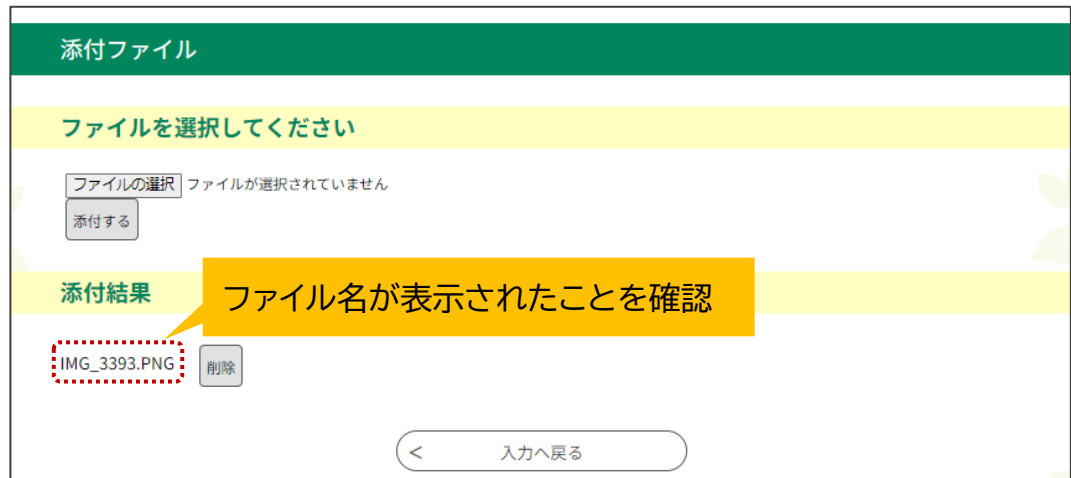 添付ファイル
ファイルを選択してください
ファイルの選択 ファイルが選択されていません
添付する
添付結果
ファイル名が表示されたことを確認
IMG_3393.PNG 削除
< 入力へ戻る